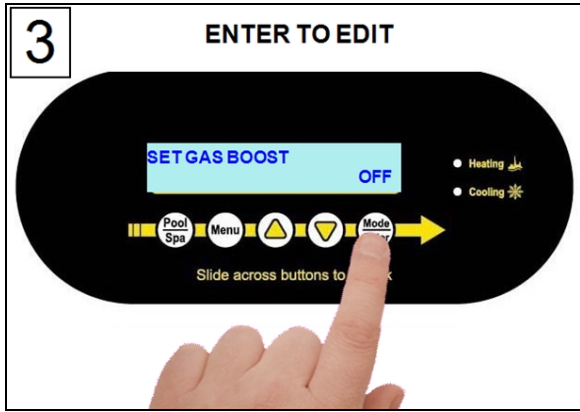 3
ENTER TO EDIT
SET GAS BOOST
OFF
Heating
Cooling
Pool
Spa
Menu
Mode
Slide across buttons to